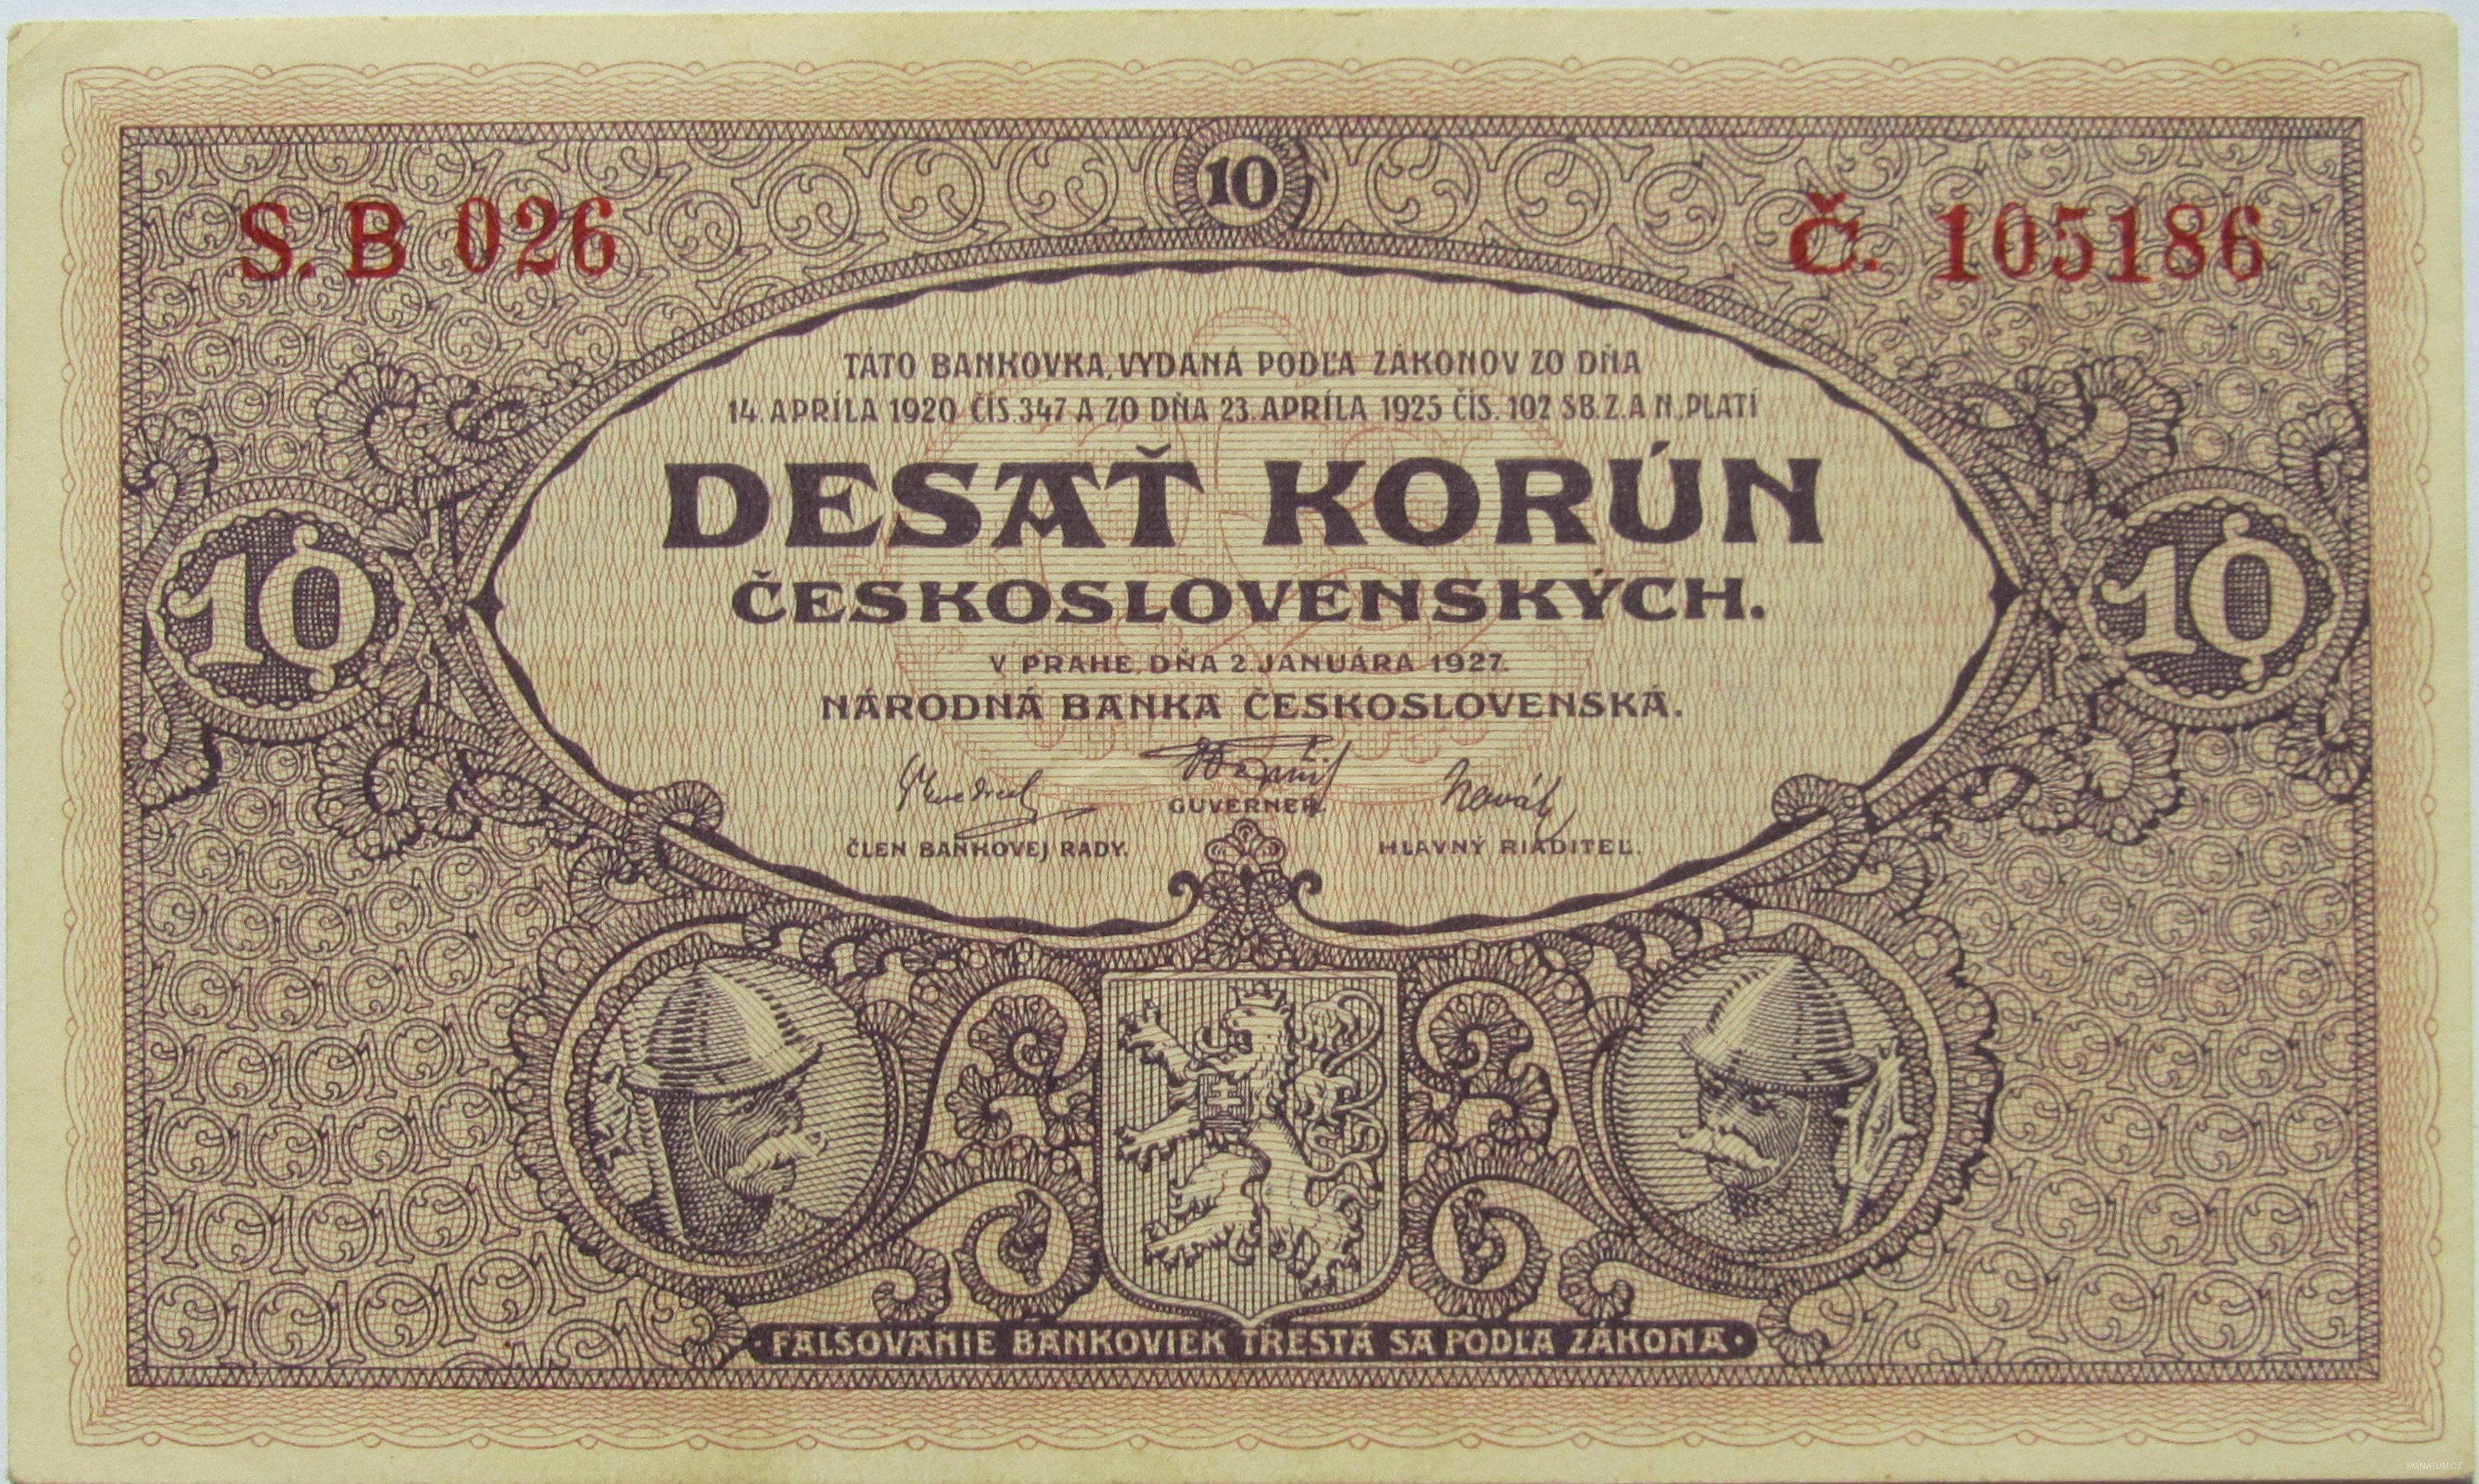 10
S. B 026
Č. 105186
TÁTO BANKOVKA, VYDANÁ PODĽA ZÁKONOV ZO DŇA
14. APRÍLA 1920 ČÍS. 347 A ZO DŇA 23. APRÍLA 1925 ČÍS. 102 SB. Z. A N. PLATÍ
DESAŤ KORÚN
ČESKOSLOVENSKÝCH.
10
10
V PRAHE, DŇA 2. JANUÁRA 1927.
NÁRODNÁ BANKA ČESKOSLOVENSKÁ.
GUVERNER.
ČLEN BANKOVEJ RADY.
HLAVNÝ RIADITEĽ.
• FALŠOVANIE BANKOVIEK TRESTÁ SA PODĽA ZÁKONA •